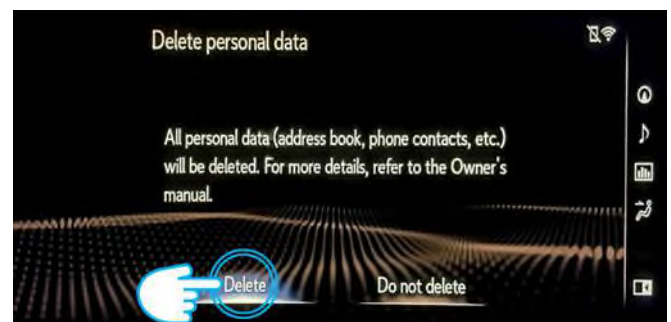 Delete personal data
All personal data (address book, phone contacts, etc.)
will be deleted. For more details, refer to the Owner's
manual.
Delete
Do not delete